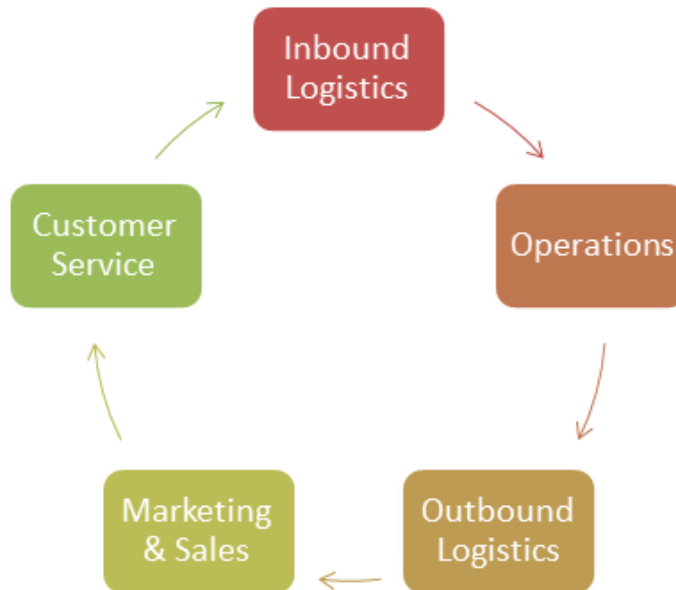 Inbound
Logistics
Operations
Outbound
Logistics
Marketing
& Sales
Customer
Service